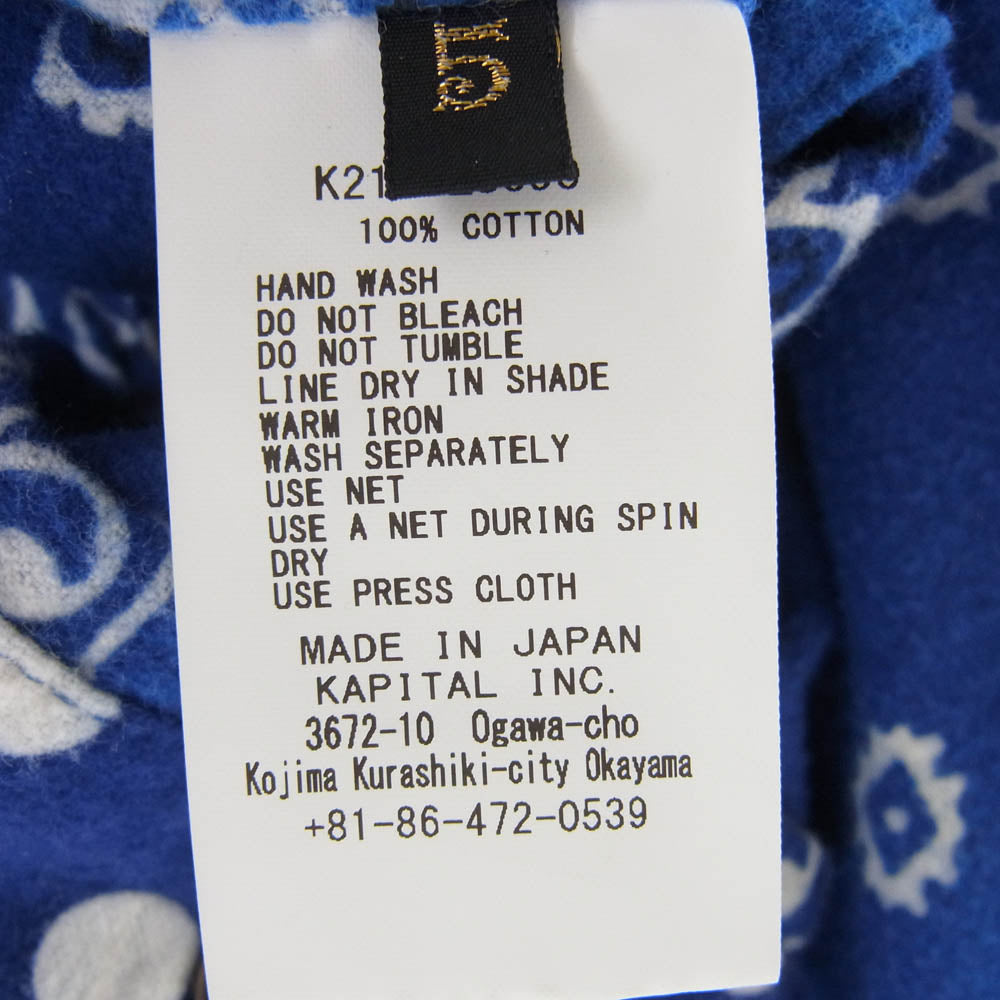 100% COTTON
HAND WASH
DO NOT BLEACH
DO NOT TUMBLE
LINE DRY IN SHADE
WARM IRON
WASH SEPARATELY
USE NET
USE A NET DURING SPIN
DRY
USE PRESS CLOTH
MADE IN JAPAN
KAPITAL INC.
3672-10 Ogawa-cho
Kojima Kurashiki-city Okayama
+81-86-472-0539